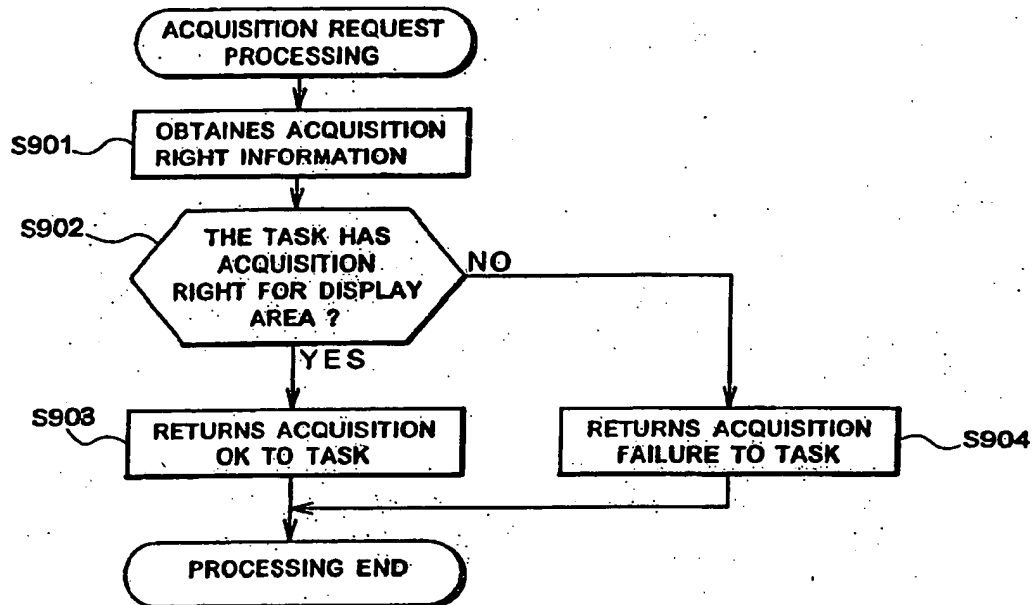 ACQUISITION REQUEST
PROCESSING
S901
OBTAINES ACQUISITION
RIGHT INFORMATION
S902
THE TASK HAS
ACQUISITION
RIGHT FOR DISPLAY
AREA ?
NO
YES
S903
RETURNS ACQUISITION
OK TO TASK
RETURNS ACQUISITION
FAILURE TO TASK
S904
PROCESSING END